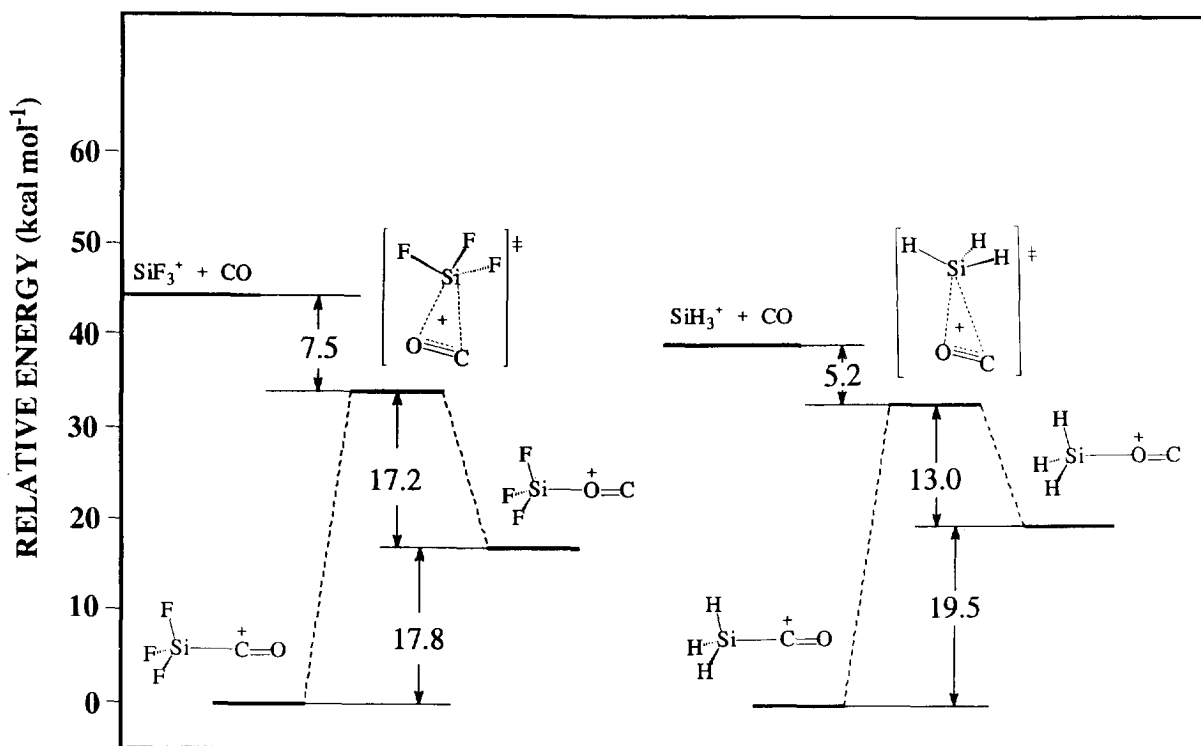 RELATIVE ENERGY (kcal mol⁻¹)
60
50
40
30
20
10
0
SiF₃⁺ + CO
7.5
F F F Si + O C ‡
17.2
F F F Si O + C
17.8
F F F Si C + O
SiH₃⁺ + CO
5.2
H H H Si + O C ‡
13.0
H H H Si O + C
19.5
H H H Si C + O